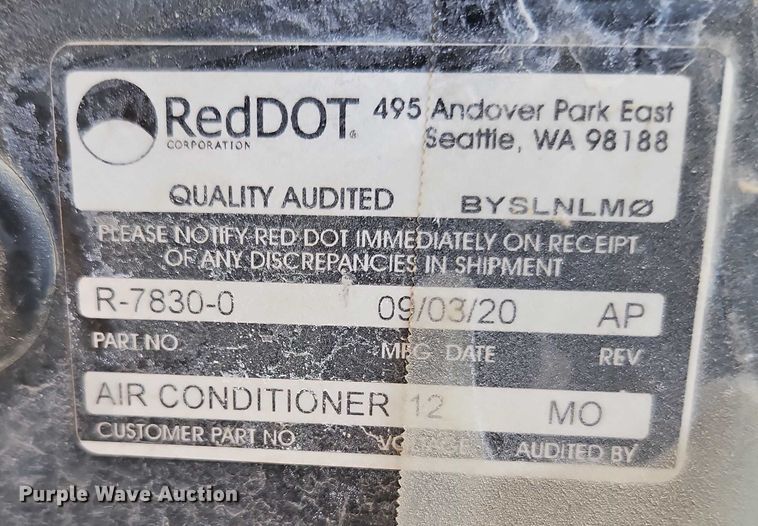 RedDOT®
CORPORATION
495 Andover Park East
Seattle, WA 98188
QUALITY AUDITED BYSLNLMØ
PLEASE NOTIFY RED DOT IMMEDIATELY ON RECEIPT
OF ANY DISCREPANCIES IN SHIPMENT
R-7830-0 09/03/20 AP
PART NO MFG DATE REV
AIR CONDITIONER 12 MO
CUSTOMER PART NO VOLTAGE AUDITED BY
Purple Wave Auction